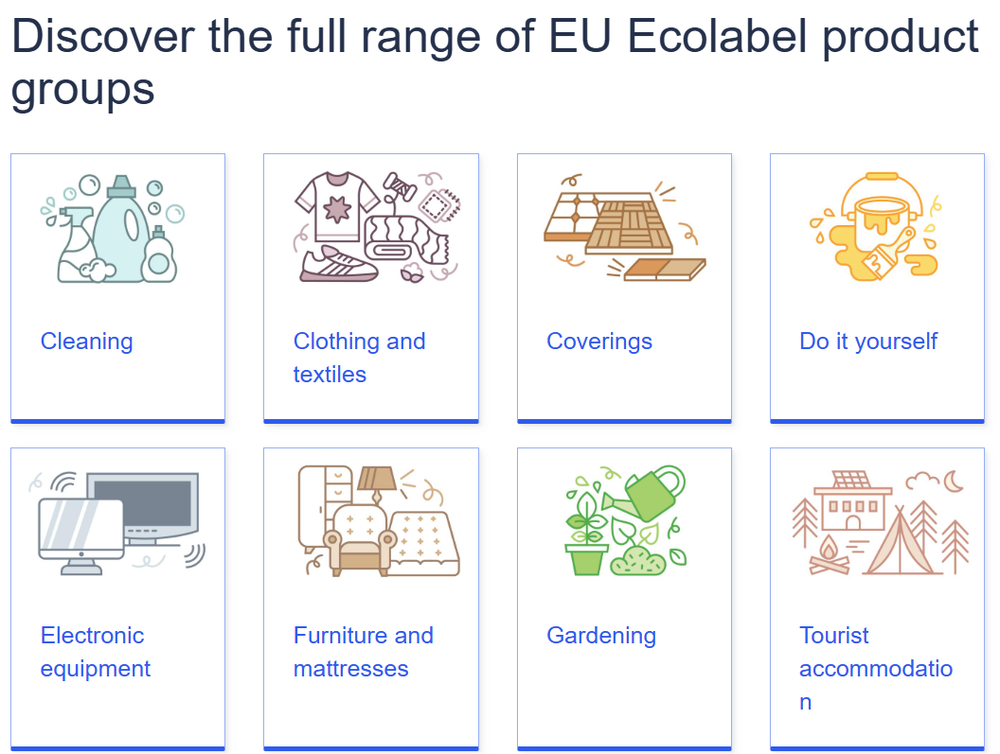 Discover the full range of EU Ecolabel product
groups
Cleaning
Clothing and
textiles
Coverings
Do it yourself
Electronic
equipment
Furniture and
mattresses
Gardening
Tourist
accommodatio
n